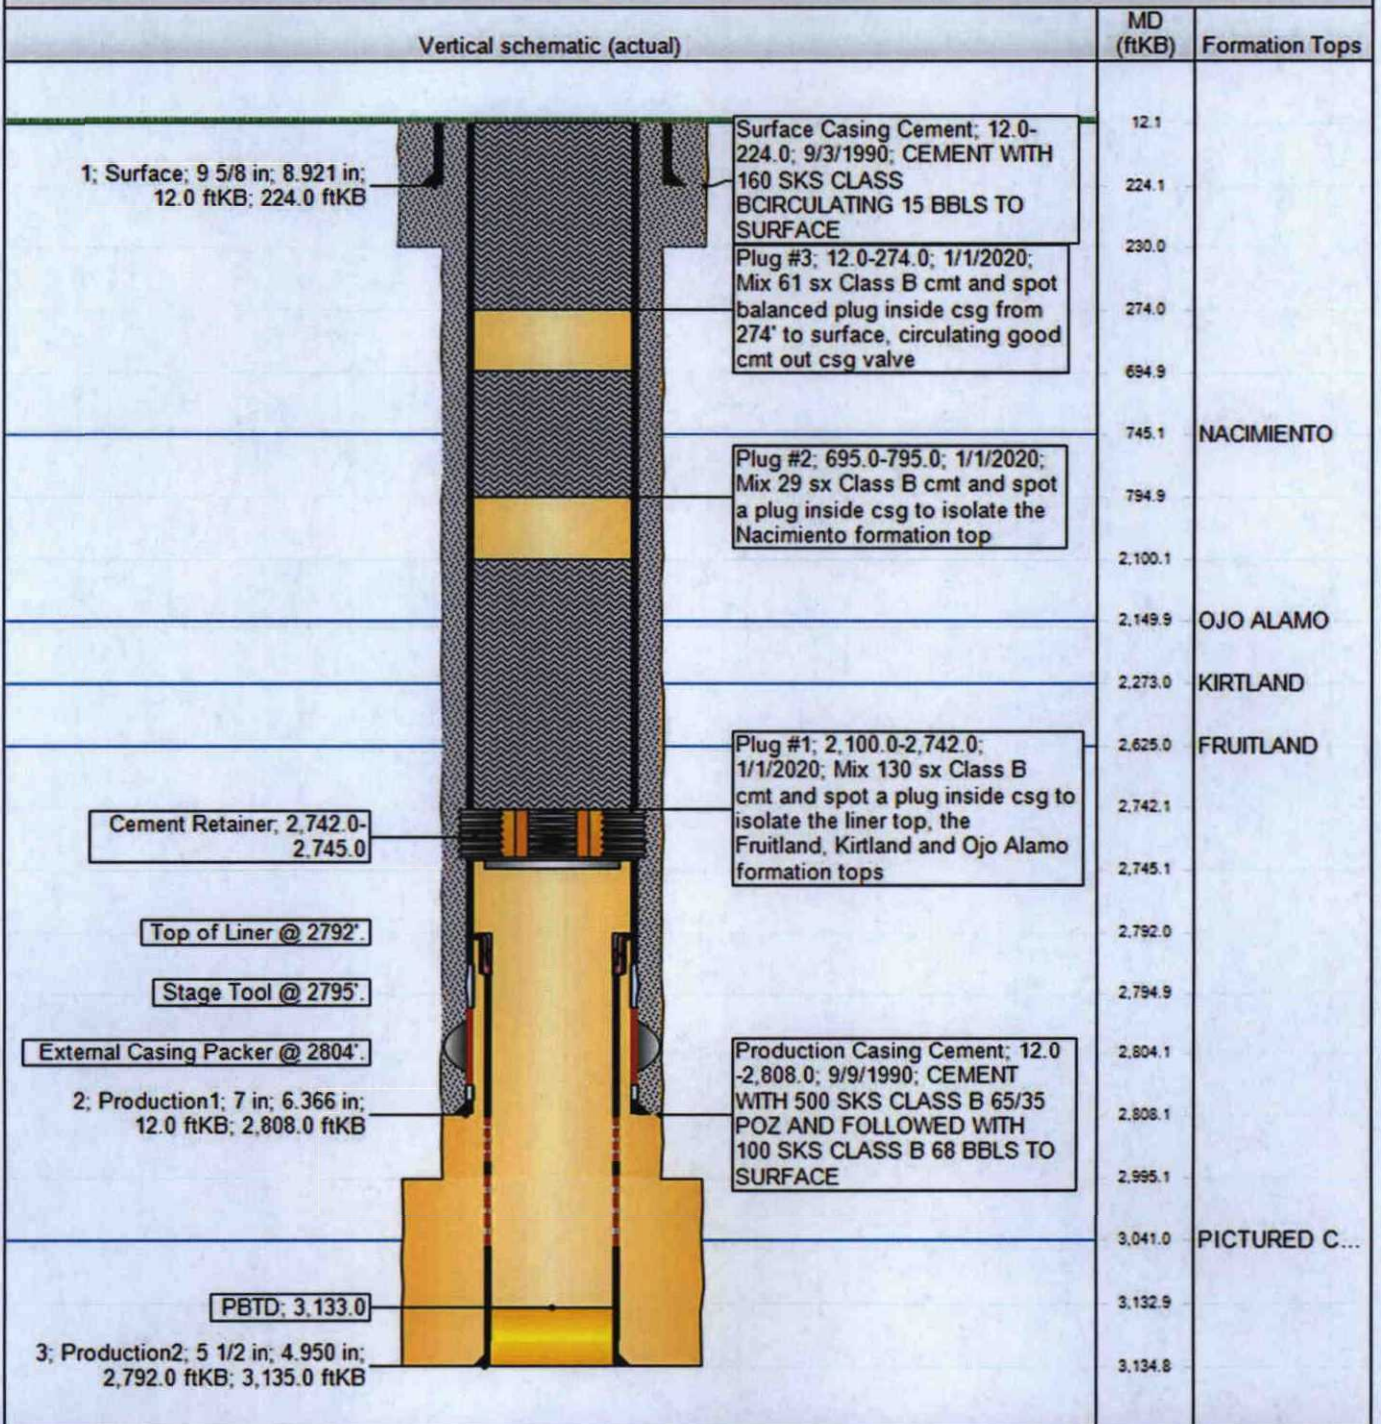 Vertical schematic (actual)
MD
(ftKB)
Formation Tops
12.1
Surface Casing Cement; 12.0-
224.0; 9/3/1990; CEMENT WITH
160 SKS CLASS
BCIRCULATING 15 BBLS TO
SURFACE
1; Surface; 9 5/8 in; 8.921 in;
12.0 ftKB; 224.0 ftKB
224.1
230.0
Plug #3; 12.0-274.0; 1/1/2020;
Mix 61 sx Class B cmt and spot
balanced plug inside csg from
274' to surface, circulating good
cmt out csg valve
274.0
694.9
745.1
NACIMIENTO
Plug #2; 695.0-795.0; 1/1/2020;
Mix 29 sx Class B cmt and spot
a plug inside csg to isolate the
Nacimiento formation top
794.9
2,100.1
2,149.9
OJO ALAMO
2,273.0
KIRTLAND
2,625.0
FRUITLAND
Plug #1; 2,100.0-2,742.0;
1/1/2020; Mix 130 sx Class B
cmt and spot a plug inside csg to
isolate the liner top, the
Fruitland, Kirtland and Ojo Alamo
formation tops
2,742.1
Cement Retainer; 2,742.0-
2,745.0
2,745.1
Top of Liner @ 2792'.
2,792.0
Stage Tool @ 2795'.
2,794.9
External Casing Packer @ 2804'.
2,804.1
Production Casing Cement; 12.0
-2,808.0; 9/9/1990; CEMENT
WITH 500 SKS CLASS B 65/35
POZ AND FOLLOWED WITH
100 SKS CLASS B 68 BBLS TO
SURFACE
2; Production1; 7 in; 6.366 in;
12.0 ftKB; 2,808.0 ftKB
2,808.1
2,995.1
3,041.0
PICTURED C...
PBTD; 3,133.0
3,132.9
3; Production2; 5 1/2 in; 4.950 in;
2,792.0 ftKB; 3,135.0 ftKB
3,134.8